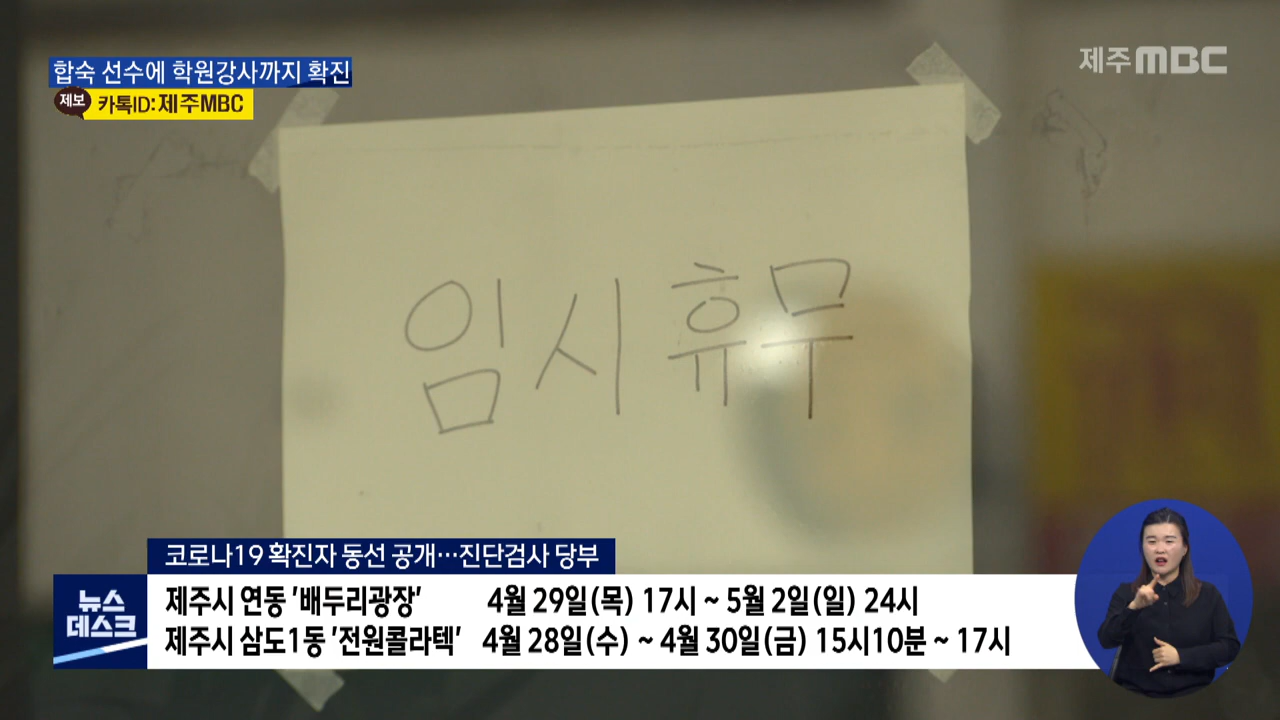 합숙 선수에 학원강사까지 확진
제주MBC
제보 카톡ID: 제주MBC
임시휴무
코로나19 확진자 동선 공개…진단검사 당부
뉴스
데스크
제주시 연동 '배두리광장' 4월 29일(목) 17시 ~ 5월 2일(일) 24시
제주시 삼도1동 '전원콜라텍' 4월 28일(수) ~ 4월 30일(금) 15시10분 ~ 17시